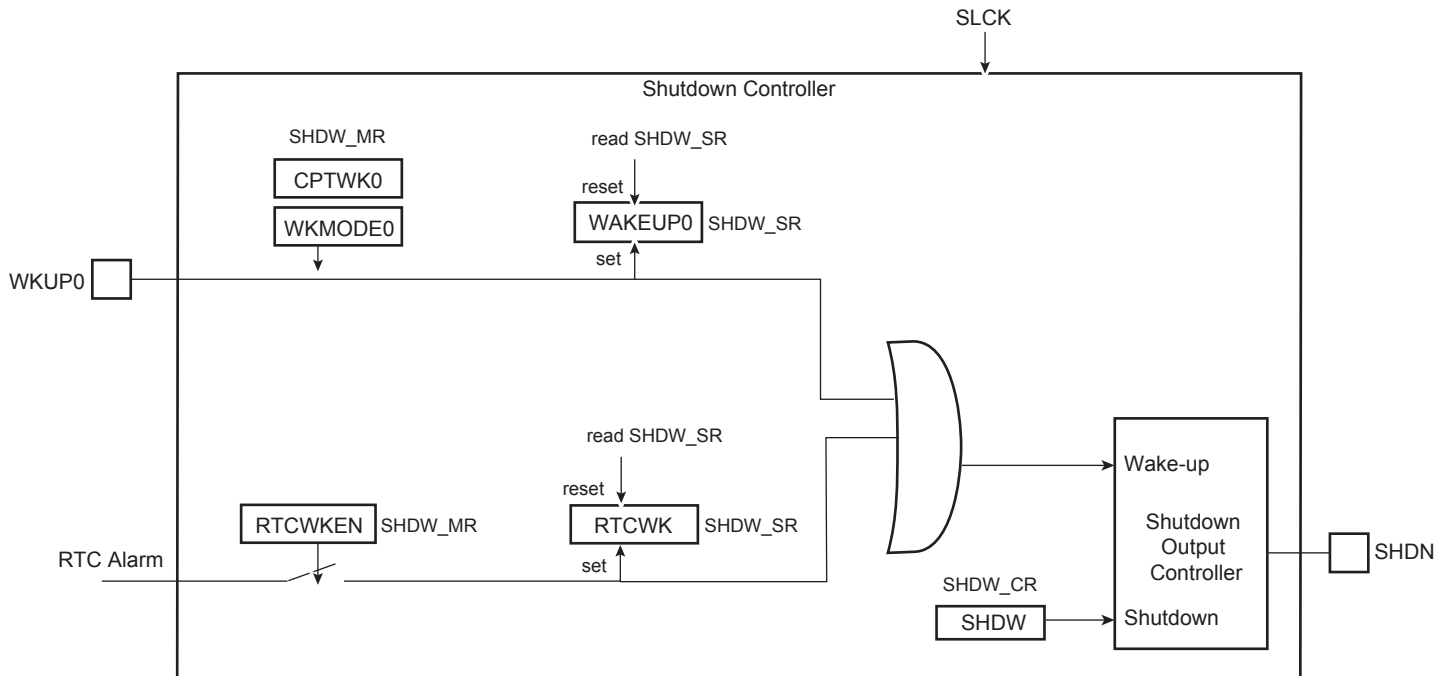 SLCK
Shutdown Controller
SHDW_MR
CPTWK0
WKMODE0
read SHDW_SR
reset
WAKEUP0
SHDW_SR
set
WKUP0
read SHDW_SR
reset
RTCWKEN
SHDW_MR
RTCWK
SHDW_SR
set
RTC Alarm
Wake-up
Shutdown
Output
Controller
SHDN
SHDW_CR
SHDW
Shutdown